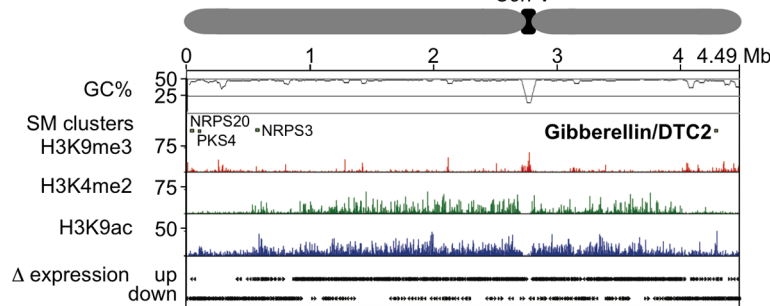 0 1 2 3 4 4.49 Mb
GC% 50
25
SM clusters NRPS20 NRPS3 Gibberellin/DTC2
PKS4
H3K9me3 75
H3K4me2 75
H3K9ac 50
Δ expression up
down